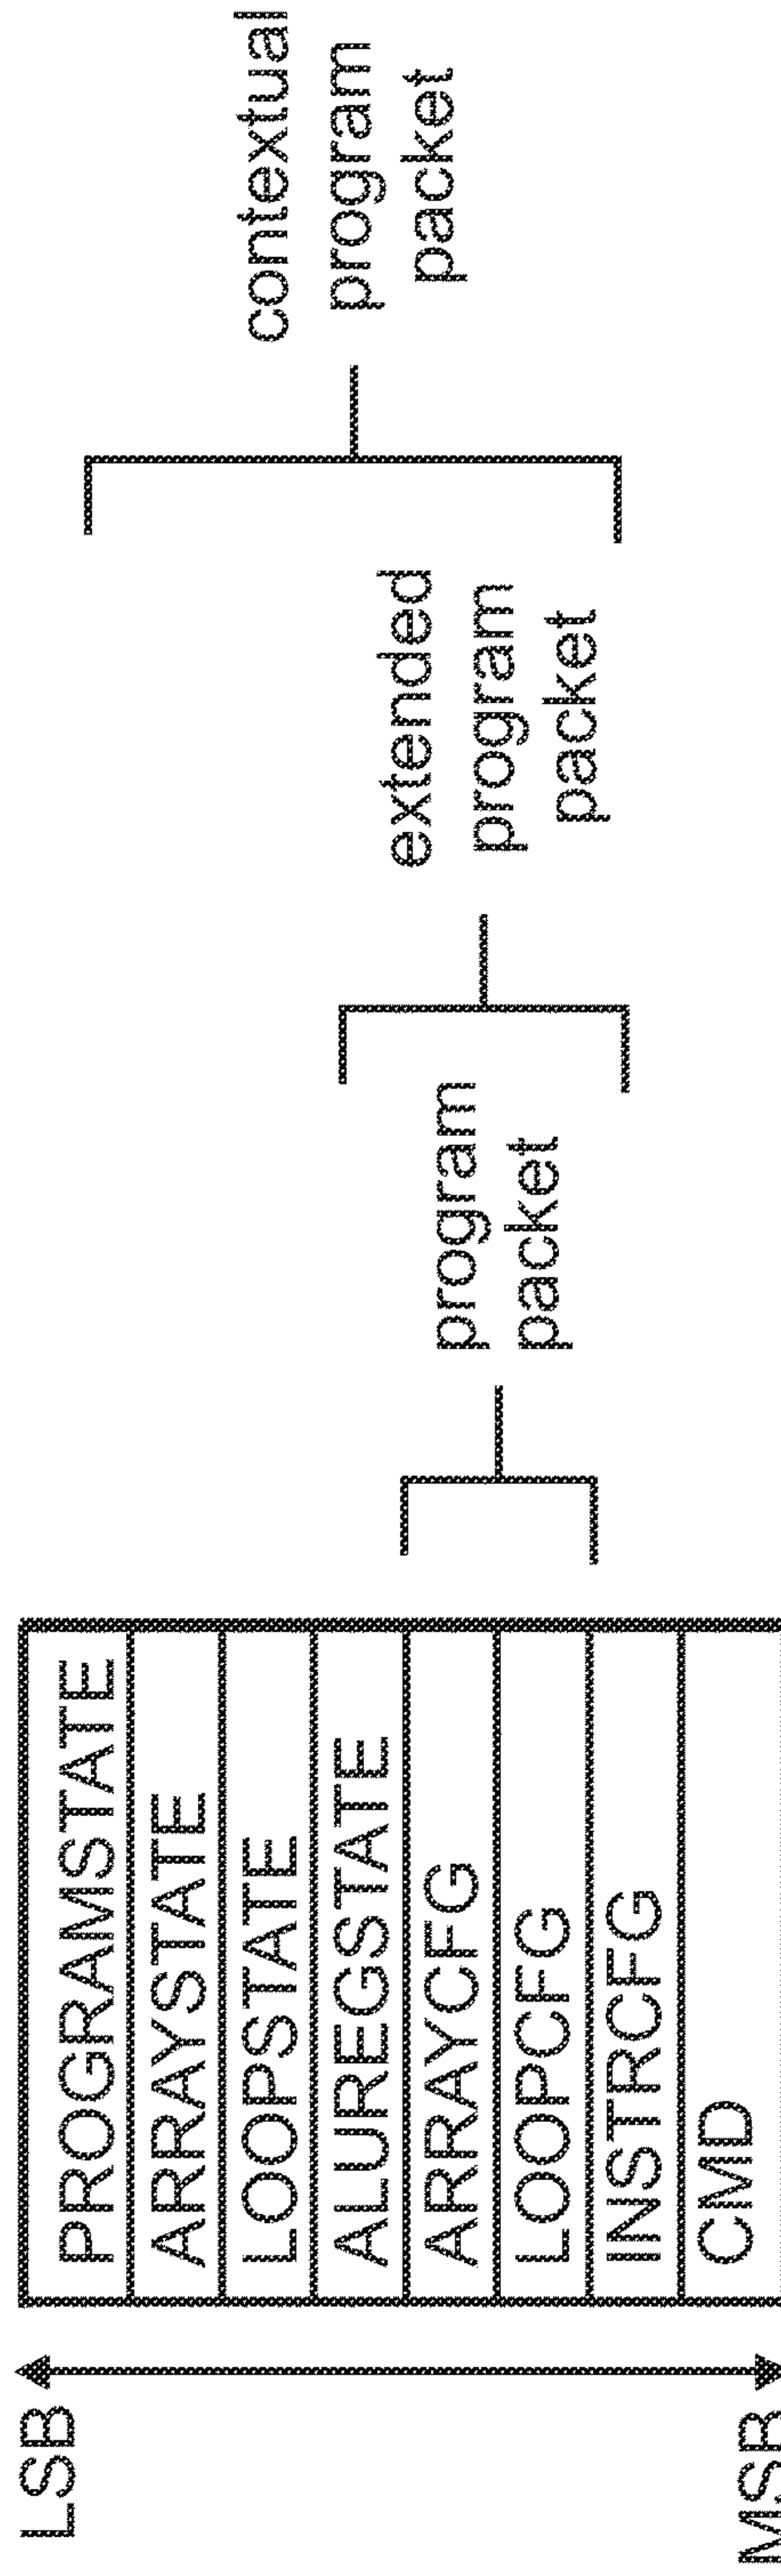 LSB
MSB
PROGRAMSTATE
ARRAYSTATE
LOOPSTATE
ALUREGSTATE
ARRAYCFG
LOOPCFG
INSTRCFG
CMD
program
packet
extended
program
packet
contextual
program
packet